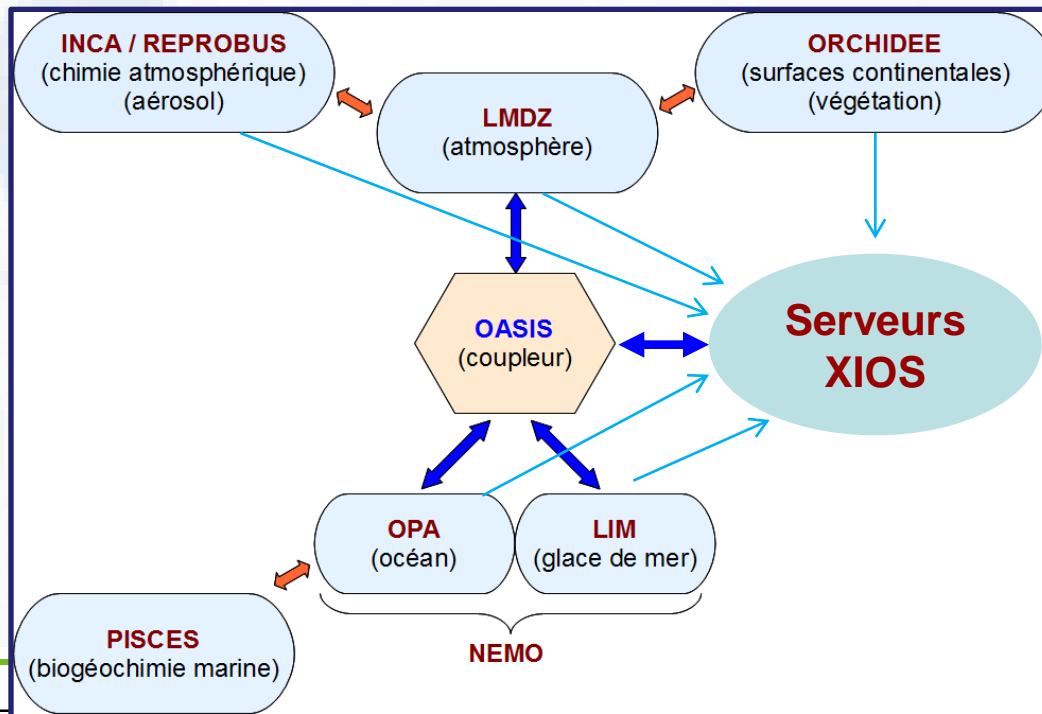 INCA / REPROBUS
(chimie atmosphérique)
(aérosol)
ORCHIDEE
(surfaces continentales)
(végétation)
LMDZ
(atmosphère)
OASIS
(coupleur)
Serveurs
XIOS
OPA
(océan)
LIM
(glace de mer)
NEMO
PISCES
(biogéochimie marine)